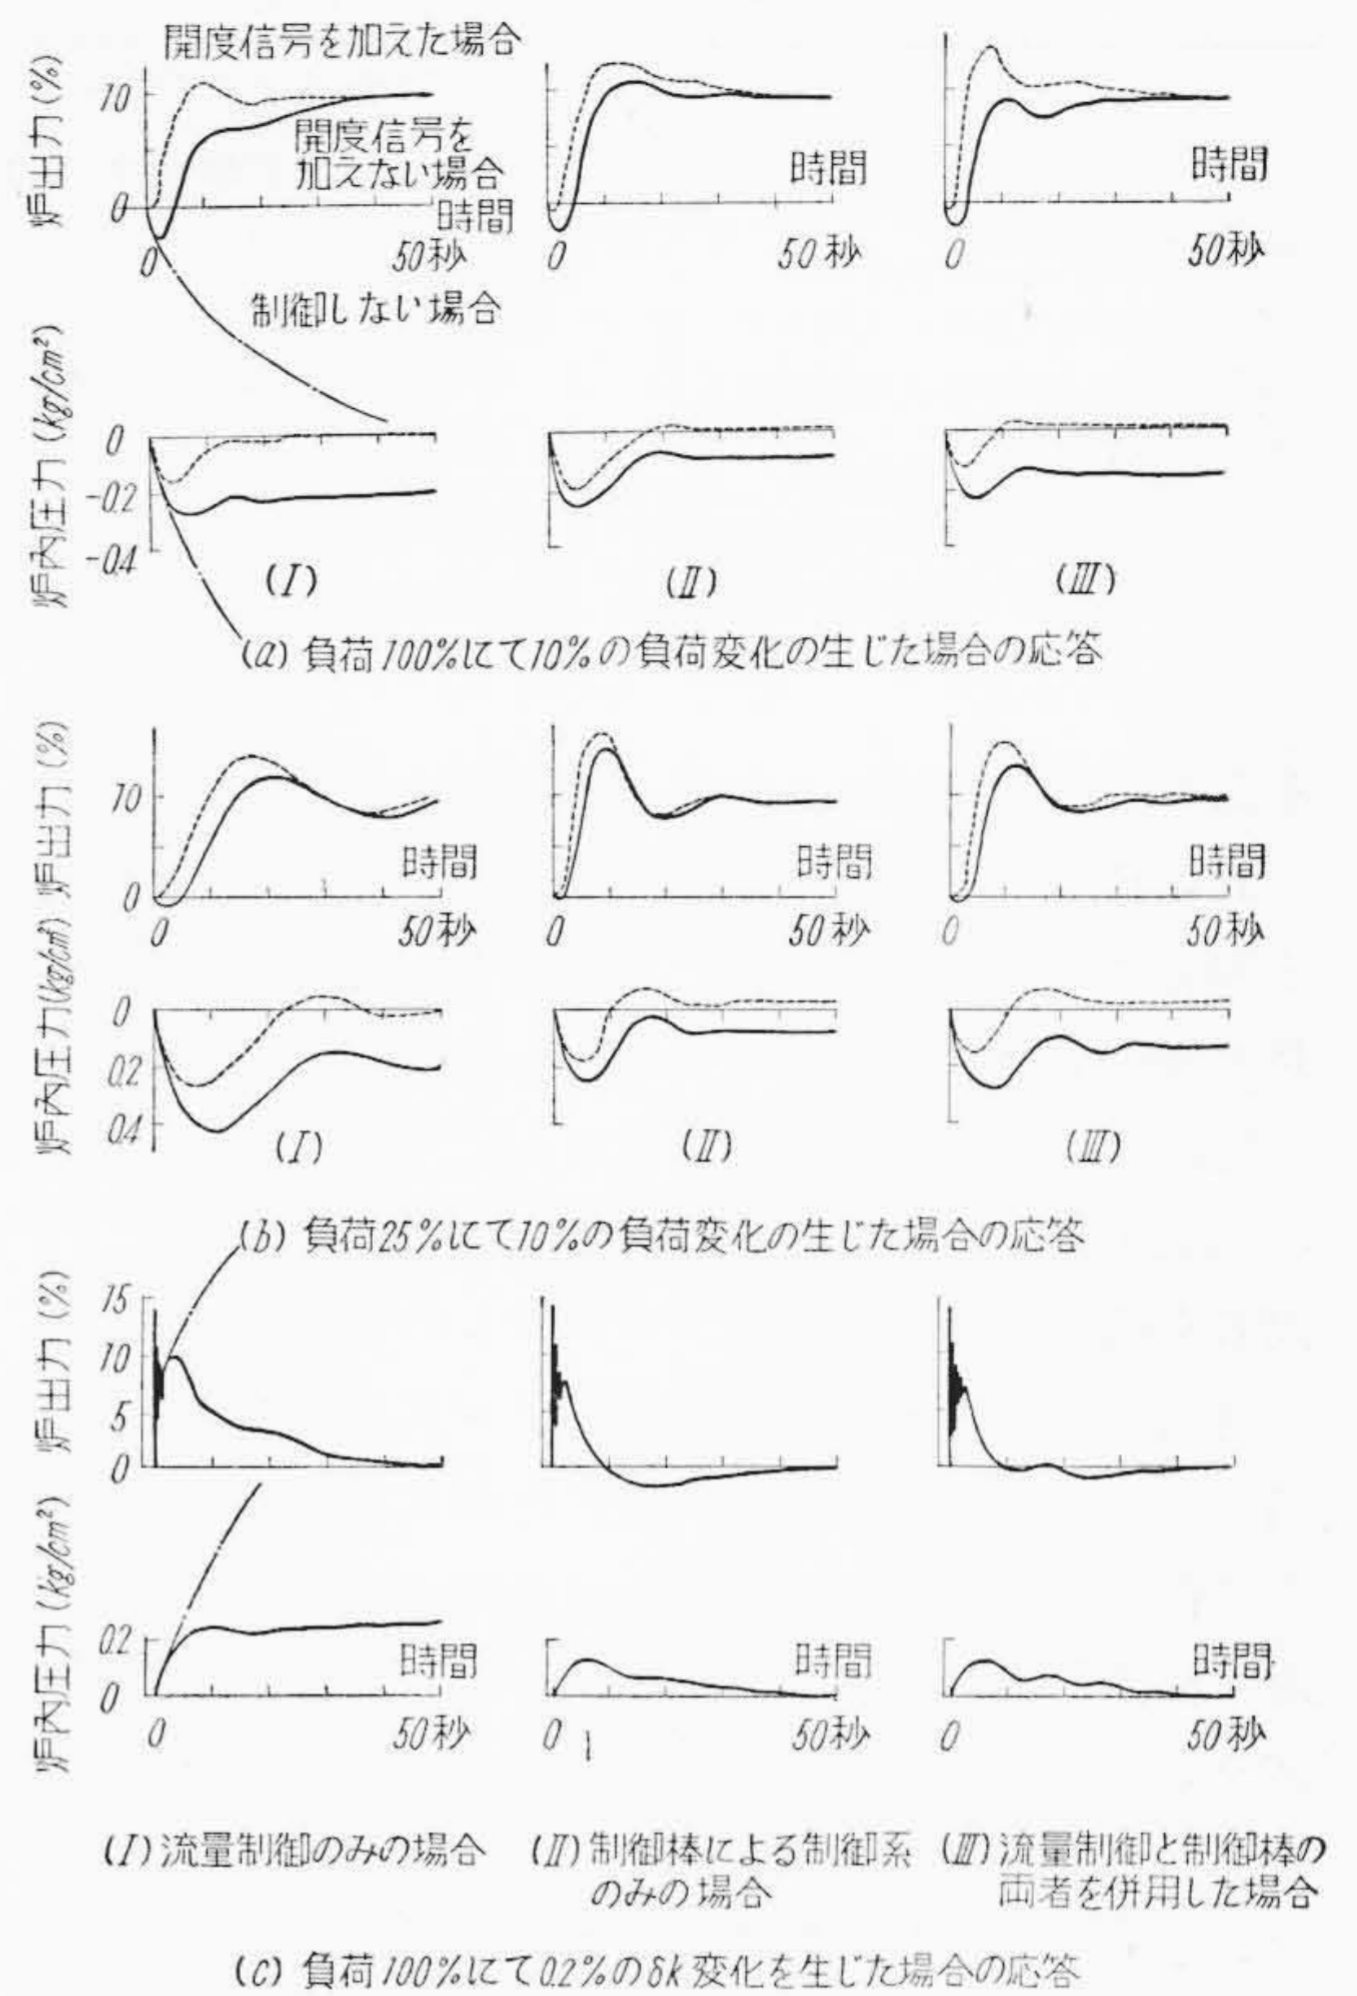 開度信号を加えた場合
炉出力(%)
10
0
開度信号を
加えない場合
時間
時間
時間
0
50秒
0
50秒
0
50秒
制御しない場合
炉内圧力(kg/cm²)
0
-0.2
-0.4
(I)
(II)
(III)
(a) 負荷100%にて10%の負荷変化の生じた場合の応答
炉出力(%)
10
0
時間
時間
時間
0
50秒
0
50秒
0
50秒
炉内圧力(kg/cm²)
0
0.2
0.4
(I)
(II)
(III)
(b) 負荷25%にて10%の負荷変化の生じた場合の応答
炉出力(%)
15
10
5
0
炉内圧力(kg/cm²)
0.2
0
時間
時間
時間
0
50秒
0
50秒
0
50秒
(I) 流量制御のみの場合
(II) 制御棒による制御系
のみの場合
(III) 流量制御と制御棒の
両者を併用した場合
(c) 負荷100%にて0.2%のδk変化を生じた場合の応答